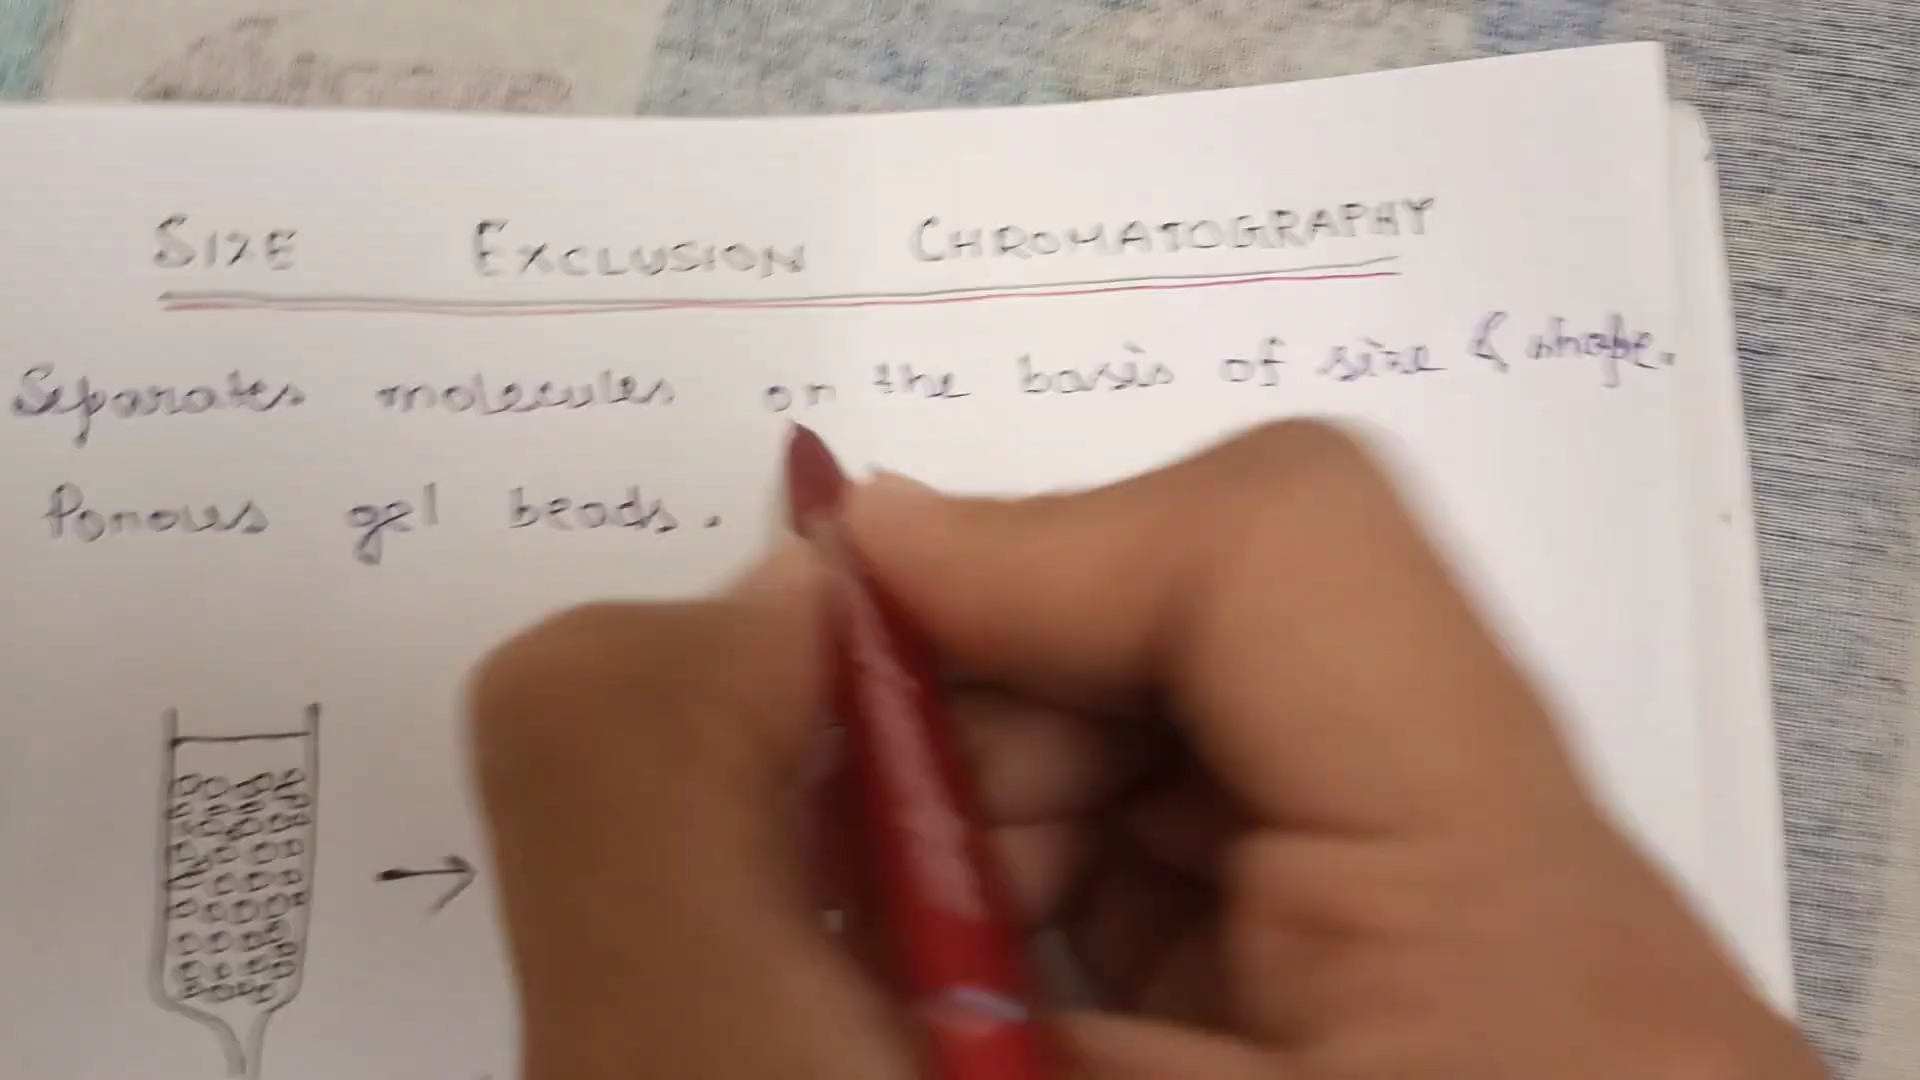 SIZE EXCLUSION CHROMATOGRAPHY
Separates molecules on the basis of size & shape.
Porous gel beads.